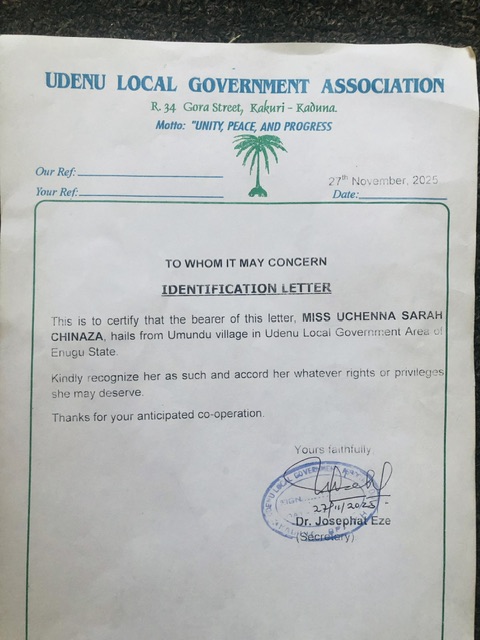 UDENU LOCAL GOVERNMENT ASSOCIATION
R. 34 Gora Street, Kakuri - Kaduna.
Motto: "UNITY, PEACE, AND PROGRESS
Our Ref:
27th November, 2025
Your Ref:
Date:
TO WHOM IT MAY CONCERN
IDENTIFICATION LETTER
This is to certify that the bearer of this letter, MISS UCHENNA SARAH
CHINAZA, hails from Umundu village in Udenu Local Government Area of
Enugu State.
Kindly recognize her as such and accord her whatever rights or privileges
she may deserve.
Thanks for your anticipated co-operation.
Yours faithfully
UDENU LOCAL GOVERNMENT
27/11/2025
Dr. Josephat Eze
(Secretary)